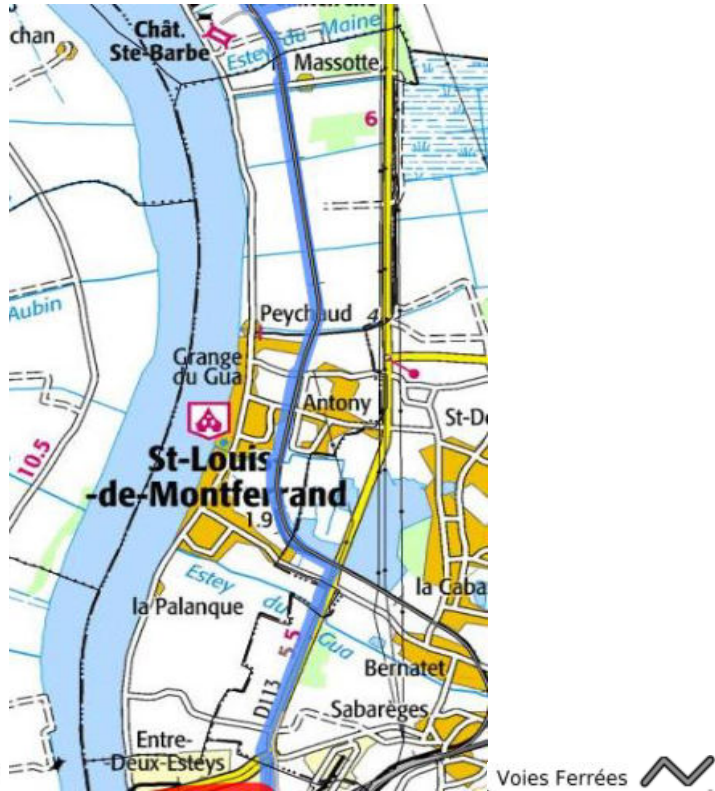 chan
Chât.
Ste-Barbe
Estey du Maine
Massotte
6
Aubin
Peychaud
4
Grange
du Gua
Antony
St-D
10.5
St-Louis-
-de-Montferrand
1.9
Estey du Gua
la Palanque
la Caba
5.5
Bernatet
D113
Sabarèges
Entre-
-Deux-Esteys
Voies Ferrées